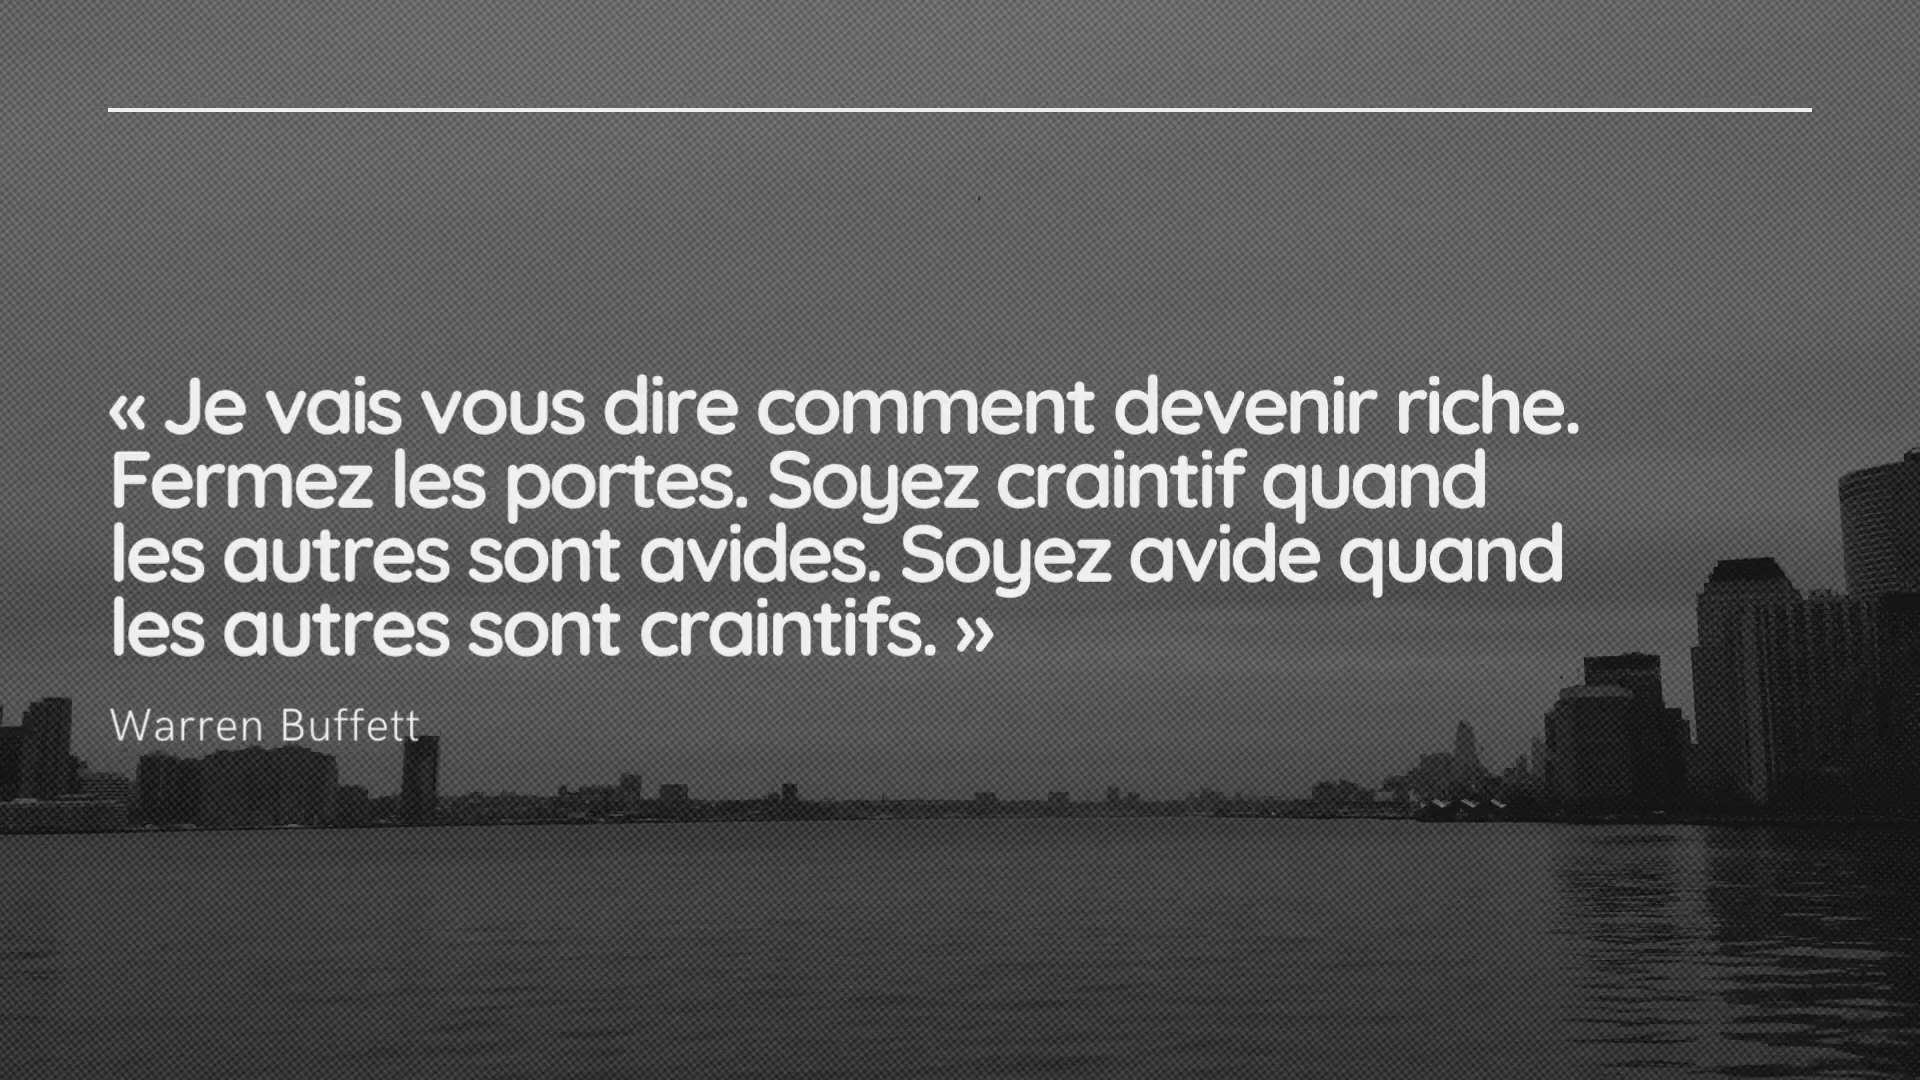 « Je vais vous dire comment devenir riche.
Fermez les portes. Soyez craintif quand
les autres sont avides. Soyez avide quand
les autres sont craintifs. »
Warren Buffett